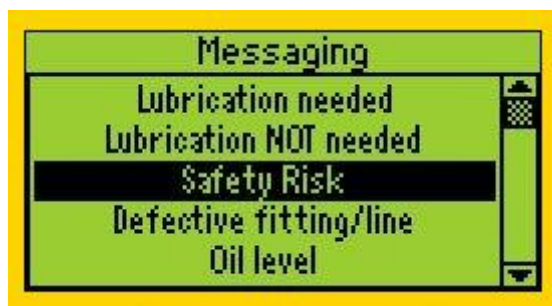 Messaging
Lubrication needed
Lubrication NOT needed
Safety Risk
Defective fitting/line
Oil level